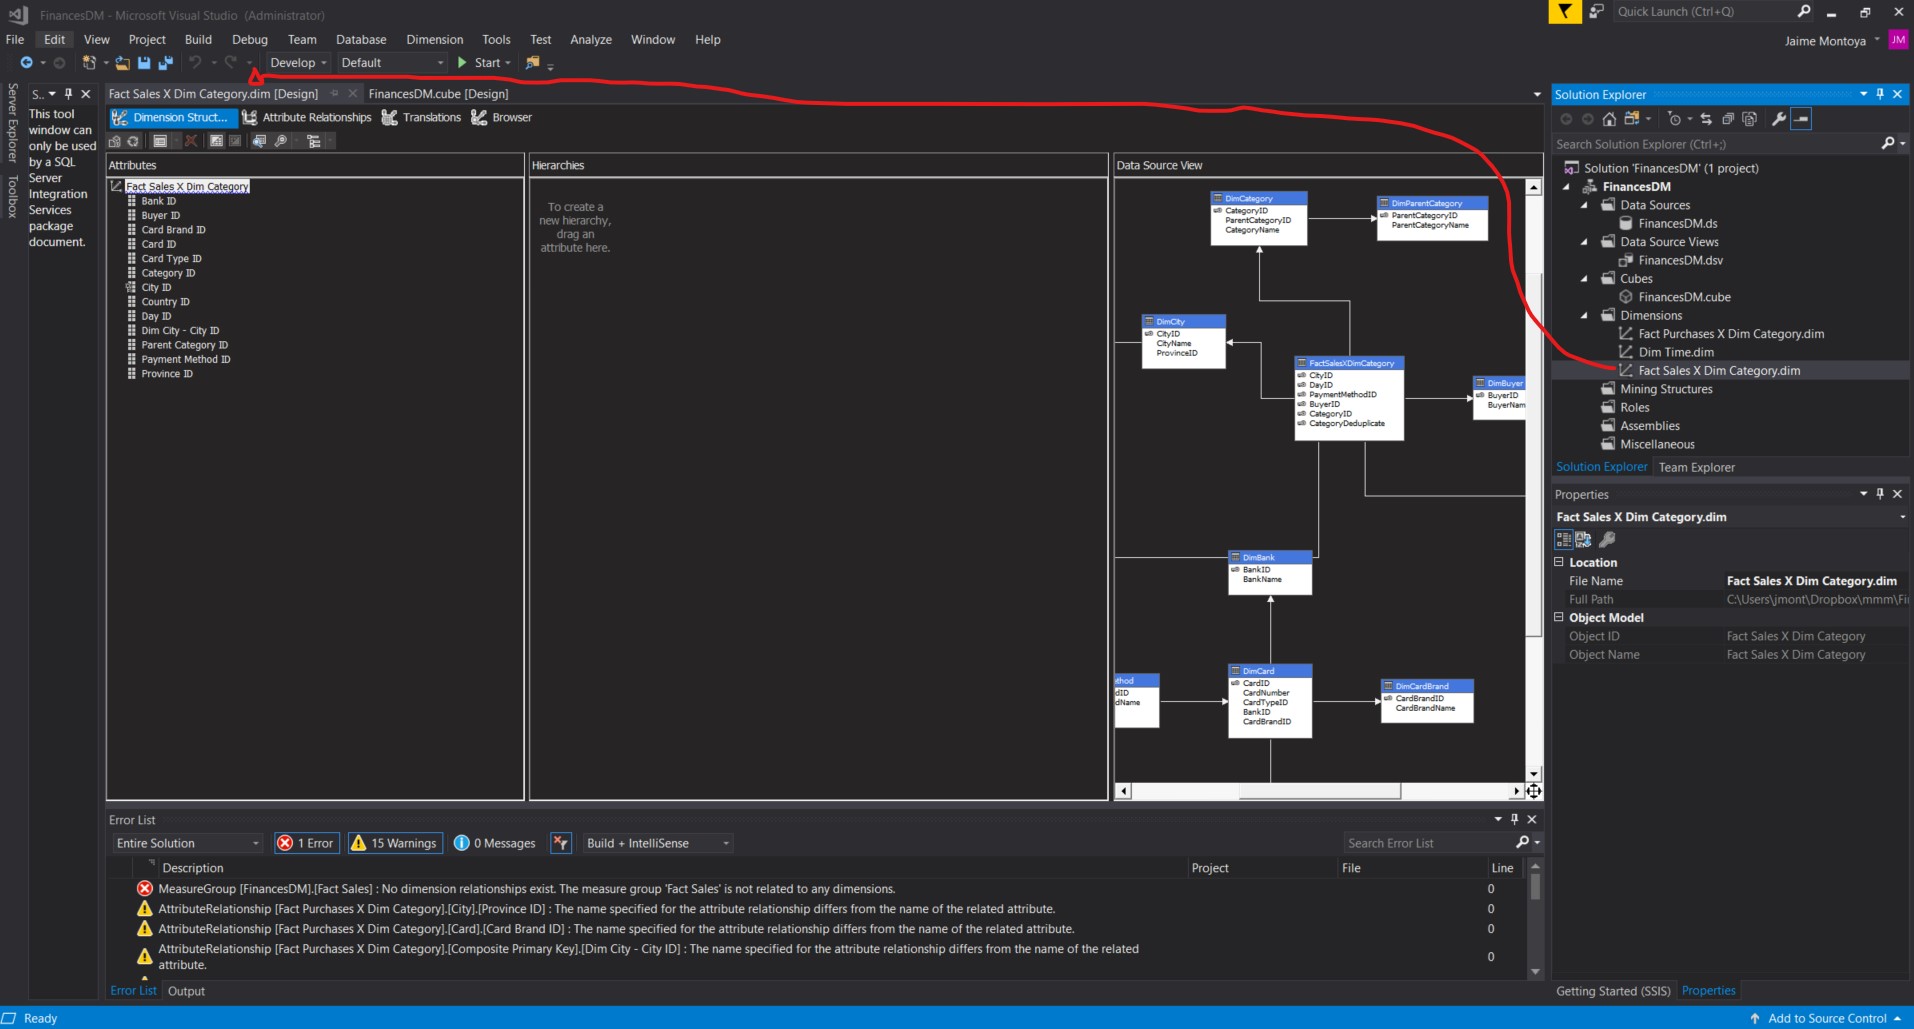 FinancesDM - Microsoft Visual Studio (Administrator)
Quick Launch (Ctrl+Q)
File Edit View Project Build Debug Team Database Dimension Tools Test Analyze Window Help
Jaime Montoya JM
Develop Default Start
Server Explorer
Toolbox
S..
This tool
window can
only be used
by a SQL
Server
Integration
Services
package
document.
Fact Sales X Dim Category.dim [Design] FinancesDM.cube [Design]
Dimension Struct... Attribute Relationships Translations Browser
Attributes
Fact Sales X Dim Category
Bank ID
Buyer ID
Card Brand ID
Card ID
Card Type ID
Category ID
City ID
Country ID
Day ID
Dim City - City ID
Parent Category ID
Payment Method ID
Province ID
Hierarchies
To create a
new hierarchy,
drag an
attribute here.
Data Source View
DimCategory
CategoryID
ParentCategoryID
CategoryName
DimParentCategory
ParentCategoryID
ParentCategoryName
DimCity
CityID
CityName
ProvinceID
FactSalesXDimCategory
CityID
DayID
PaymentMethodID
BuyerID
CategoryID
CategoryDeduplicate
DimBuyer
BuyerID
BuyerNam
DimBank
BankID
BankName
thod
dID
dName
DimCard
CardID
CardNumber
CardTypeID
BankID
CardBrandID
DimCardBrand
CardBrandID
CardBrandName
Solution Explorer
Search Solution Explorer (Ctrl+;)
Solution 'FinancesDM' (1 project)
FinancesDM
Data Sources
FinancesDM.ds
Data Source Views
FinancesDM.dsv
Cubes
FinancesDM.cube
Dimensions
Fact Purchases X Dim Category.dim
Dim Time.dim
Fact Sales X Dim Category.dim
Mining Structures
Roles
Assemblies
Miscellaneous
Solution Explorer Team Explorer
Properties
Fact Sales X Dim Category.dim
Location
File Name Fact Sales X Dim Category.dim
Full Path C:\Users\jmont\Dropbox\mmm\Fi
Object Model
Object ID Fact Sales X Dim Category
Object Name Fact Sales X Dim Category
Getting Started (SSIS) Properties
Error List
Entire Solution 1 Error 15 Warnings 0 Messages Build + IntelliSense Search Error List
Description Project File Line
MeasureGroup [FinancesDM].[Fact Sales] : No dimension relationships exist. The measure group 'Fact Sales' is not related to any dimensions. 0
AttributeRelationship [Fact Purchases X Dim Category].[City].[Province ID] : The name specified for the attribute relationship differs from the name of the related attribute. 0
AttributeRelationship [Fact Purchases X Dim Category].[Card].[Card Brand ID] : The name specified for the attribute relationship differs from the name of the related attribute. 0
AttributeRelationship [Fact Purchases X Dim Category].[Composite Primary Key].[Dim City - City ID] : The name specified for the attribute relationship differs from the name of the related
attribute. 0
Error List Output
Ready Add to Source Control